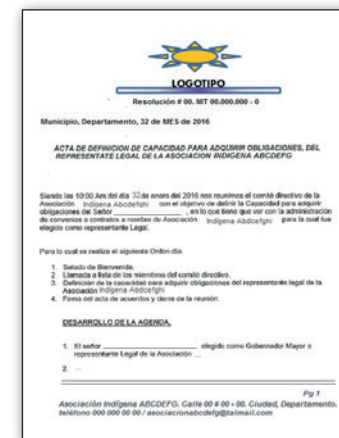 LOGOTIPO
Resolución # 00. NIT 00.000.000 - 0
Municipio, Departamento, 32 de MES de 2016
ACTA DE DEFINICION DE CAPACIDAD PARA ADQUIRIR OBLIGACIONES, DEL
REPRESENTATE LEGAL DE LA ASOCIACION INDIGENA ABCDEFG
Siendo las 10:00 Am del día 32de enero del 2016 nos reunimos el comité directivo de la
Asociación Indígena Abdcefghi con el objetivo de definir la Capacidad para adquirir
obligaciones del Señor ____________________, en lo que tiene que ver con la administración
de convenios o contratos a nombre de Asociación Indígena Abdcefghi para la cual fue
elegido como representante Legal.
Para lo cual se realiza el siguiente Orden día
1. Saludo de Bienvenida.
2. Llamada a lista de los miembros del comité directivo.
3. Definición de la capacidad para adquirir obligaciones del representante legal de la
Asociación Indígena Abdcefghi
4. Firma del acta de acuerdos y cierre de la reunión.
DESARROLLO DE LA AGENDA.
1. El señor ____________________ elegido como Gobernador Mayor o
representante Legal de la Asociación ...
2. ...
Pg 1
Asociación Indígena ABCDEFG. Calle 00 # 00 - 00. Ciudad, Departamento.
teléfono 000 000 00 00 / asociacionabcdefg@talmail.com